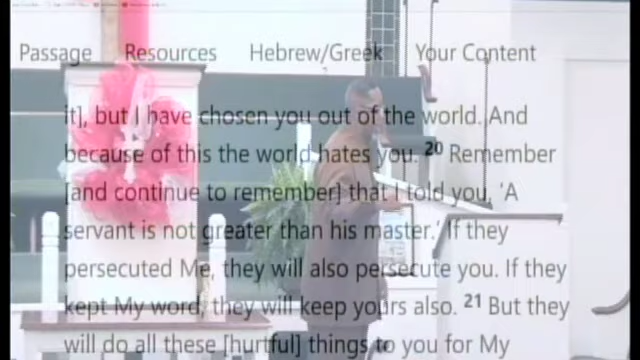 Passage Resources Hebrew/Greek Your Content
it], but I have chosen you out of the world. And
because of this the world hates you. 20 Remember
[and continue to remember] that I told you, 'A
servant is not greater than his master.' If they
persecuted Me, they will also persecute you. If they
kept My word, they will keep yours also. 21 But they
will do all these [hurtful] things to you for My